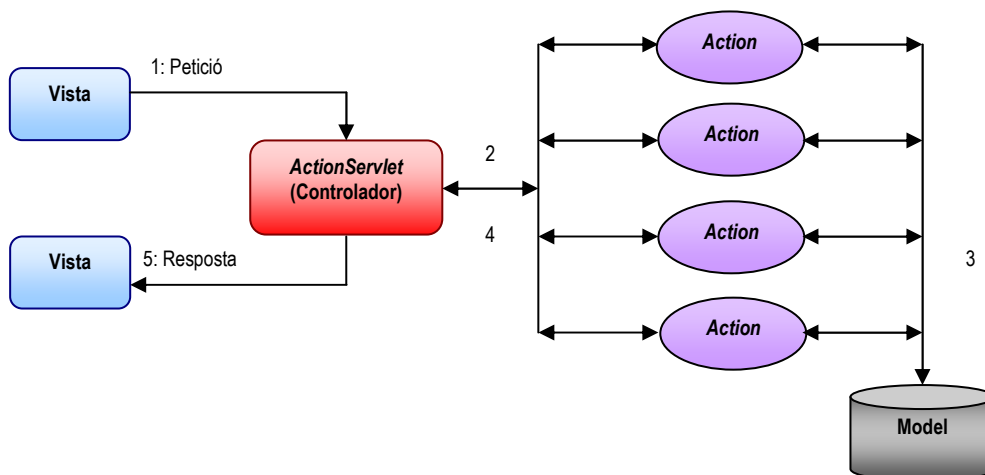 1: Petició
Vista
ActionServlet
(Controlador)
2
4
Vista
5: Resposta
Action
Action
Action
Action
3
Model